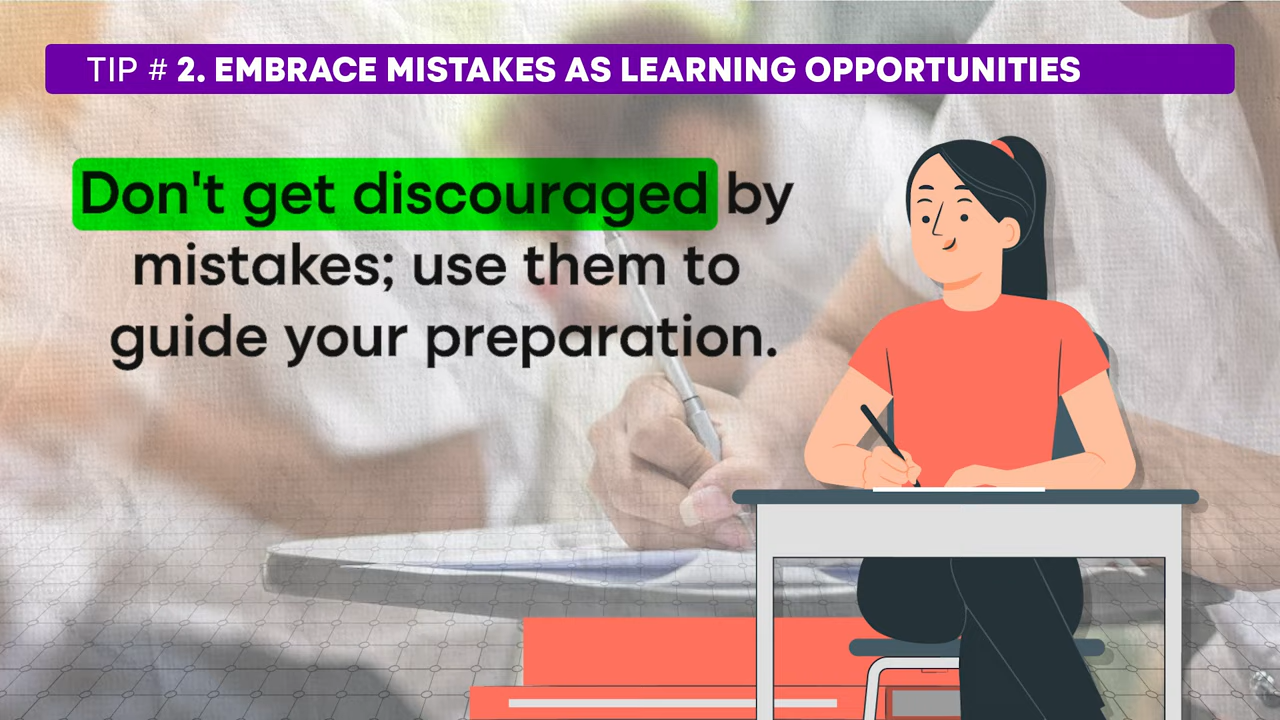 TIP # 2. EMBRACE MISTAKES AS LEARNING OPPORTUNITIES
Don't get discouraged by
mistakes; use them to
guide your preparation.